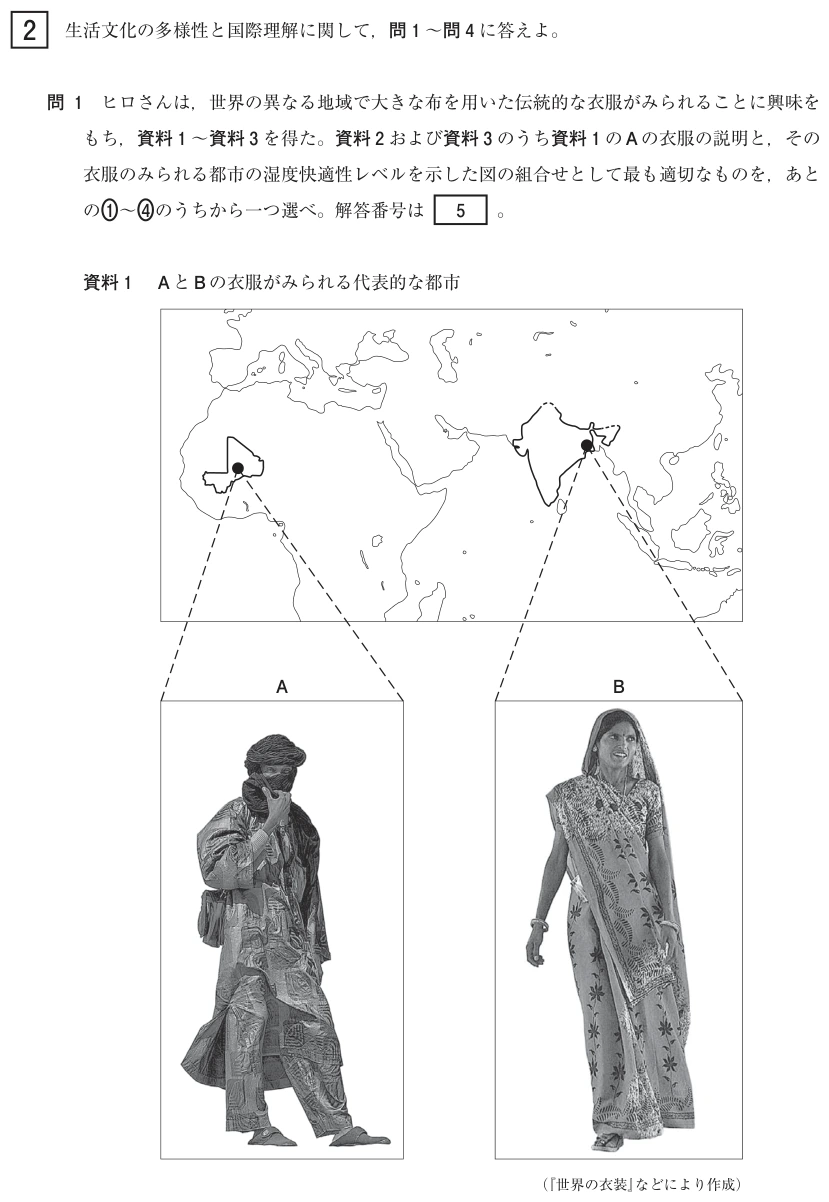 2 生活文化の多様性と国際理解に関して，問1～問4に答えよ。
問1 ヒロさんは，世界の異なる地域で大きな布を用いた伝統的な衣服がみられることに興味を
もち，資料1～資料3を得た。資料2および資料3のうち資料1のAの衣服の説明と，その
衣服のみられる都市の湿度快適性レベルを示した図の組合せとして最も適切なものを，あと
の①～④のうちから一つ選べ。解答番号は 5 。
資料1 AとBの衣服がみられる代表的な都市
A
B
（『世界の衣装』などにより作成）